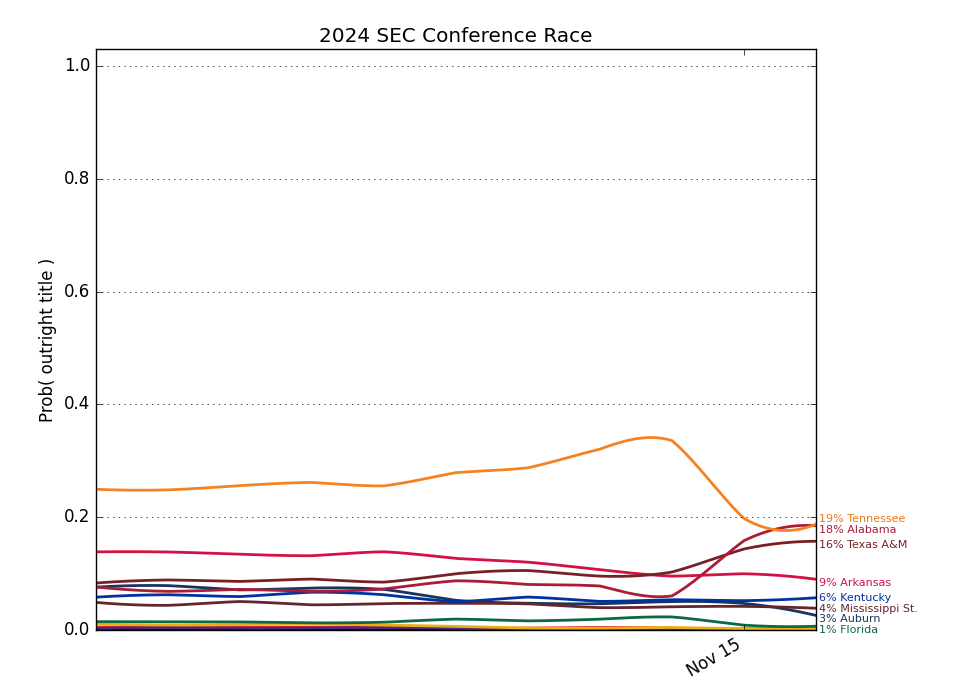 2024 SEC Conference Race
1.0
0.8
0.6
0.4
0.2
0.0
Prob( outright title )
Nov 15
19% Tennessee
18% Alabama
16% Texas A&M
9% Arkansas
6% Kentucky
4% Mississippi St.
3% Auburn
1% Florida